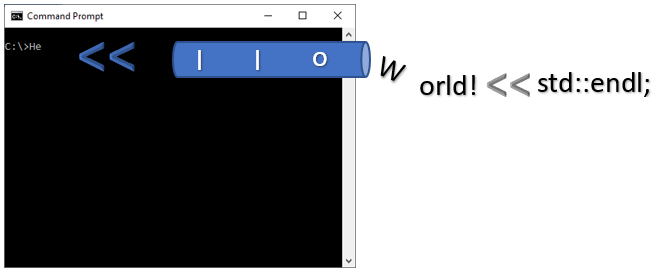 Command Prompt
C:\>He << l l o W orld! << std::endl;